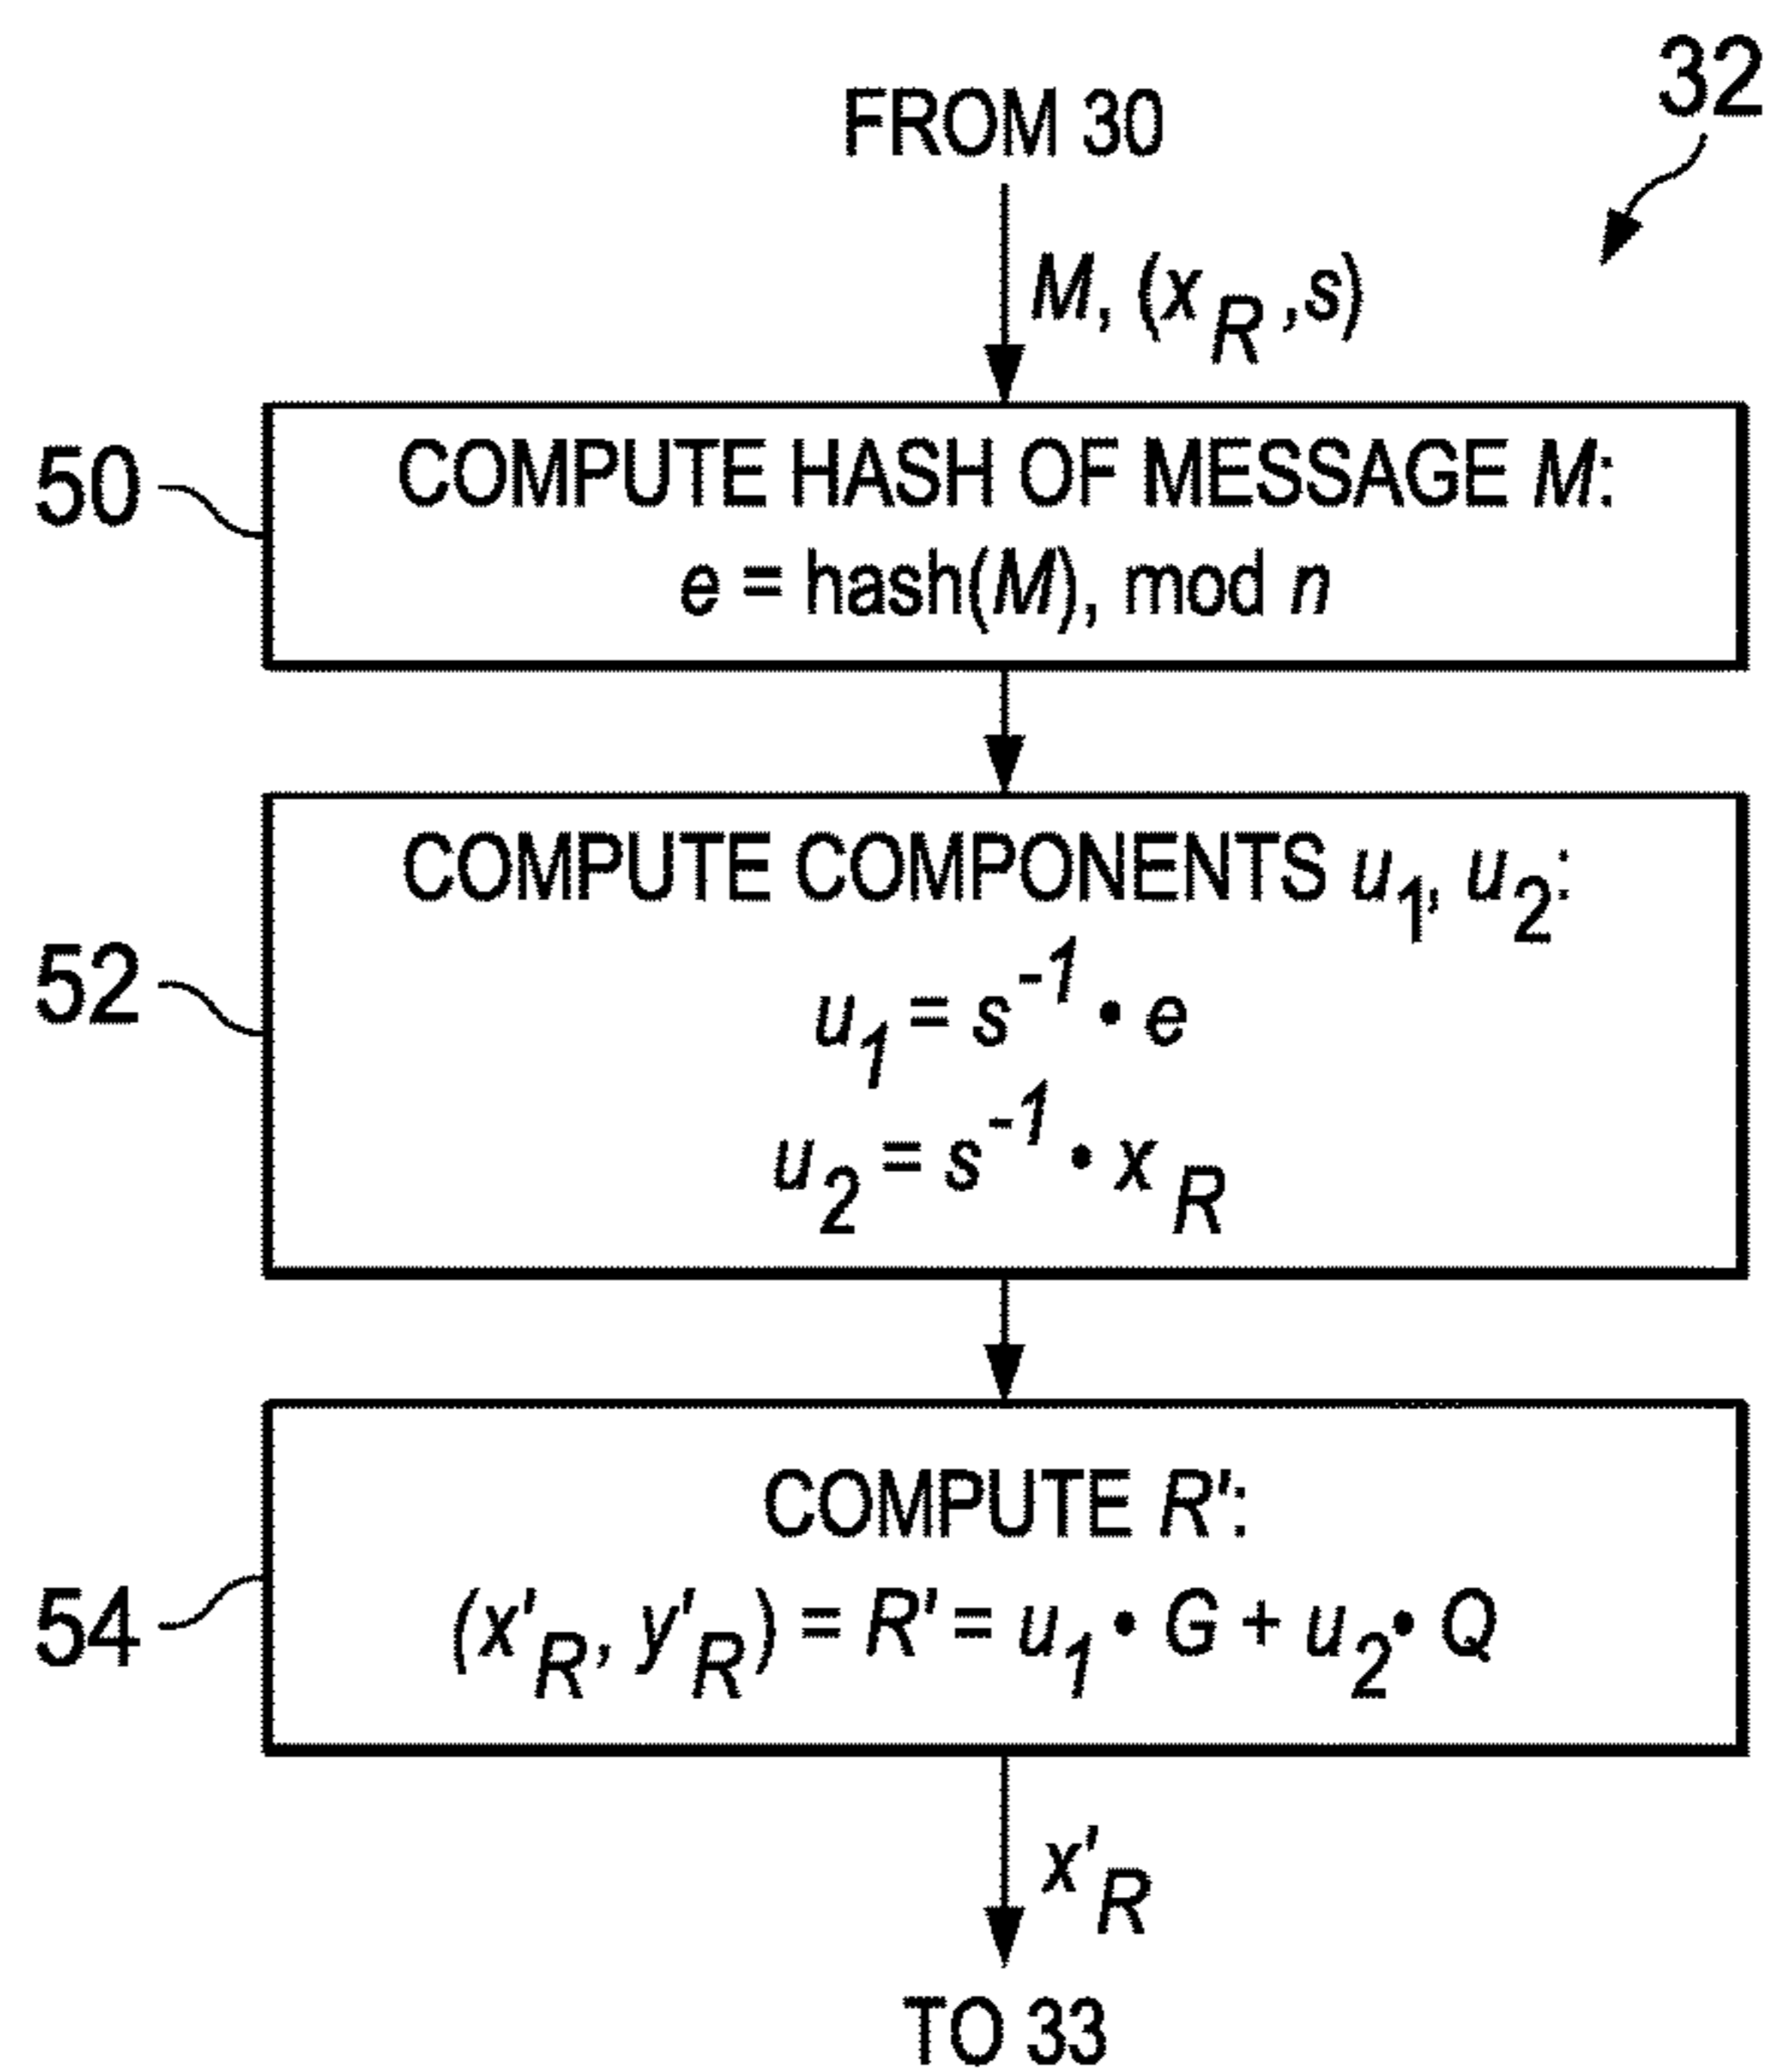 32
FROM 30
M, (x_R, s)
50
COMPUTE HASH OF MESSAGE M:
e = hash(M), mod n
52
COMPUTE COMPONENTS u_1, u_2:
u_1 = s^-1 • e
u_2 = s^-1 • x_R
54
COMPUTE R':
(x'_R, y'_R) = R' = u_1 • G + u_2 • Q
x'_R
TO 33